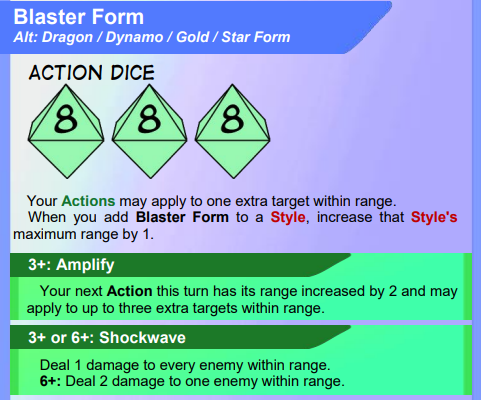 Blaster Form
Alt: Dragon / Dynamo / Gold / Star Form
ACTION DICE
8 8 8
Your Actions may apply to one extra target within range.
When you add Blaster Form to a Style, increase that Style's
maximum range by 1.
3+: Amplify
Your next Action this turn has its range increased by 2 and may
apply to up to three extra targets within range.
3+ or 6+: Shockwave
Deal 1 damage to every enemy within range.
6+: Deal 2 damage to one enemy within range.